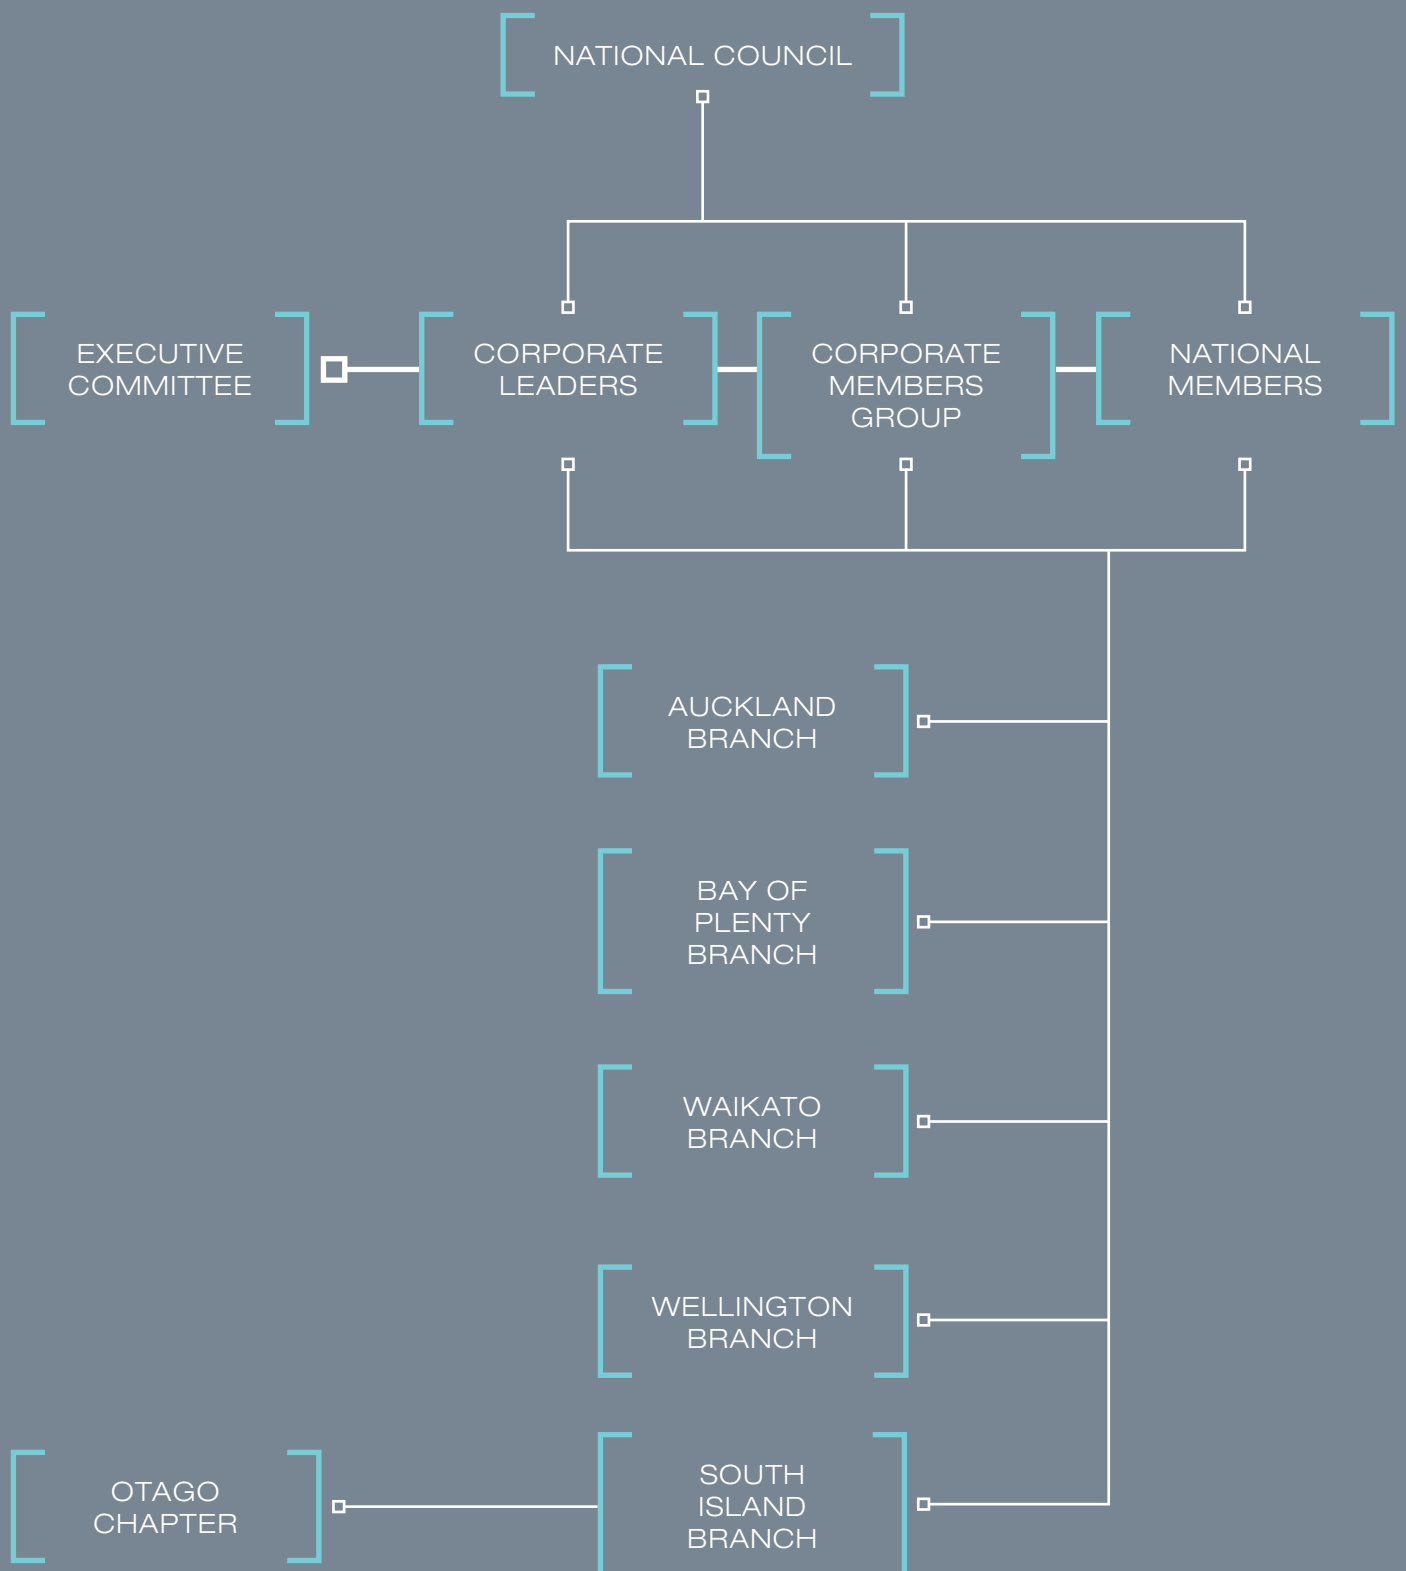 NATIONAL COUNCIL
EXECUTIVE
COMMITTEE
CORPORATE
LEADERS
CORPORATE
MEMBERS
GROUP
NATIONAL
MEMBERS
AUCKLAND
BRANCH
BAY OF
PLENTY
BRANCH
WAIKATO
BRANCH
WELLINGTON
BRANCH
OTAGO
CHAPTER
SOUTH
ISLAND
BRANCH